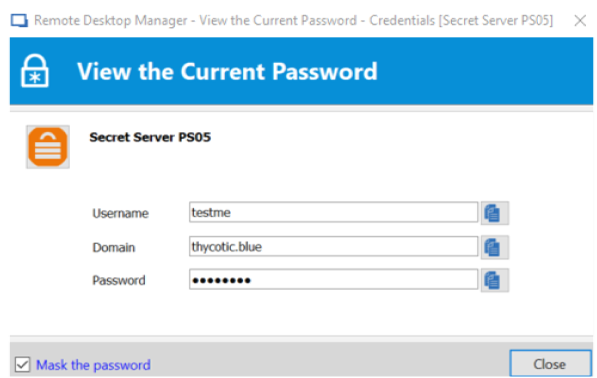 Remote Desktop Manager - View the Current Password - Credentials [Secret Server PS05]
View the Current Password
Secret Server PS05
Username testme
Domain thycotic.blue
Password ●●●●●●●●
Mask the password Close